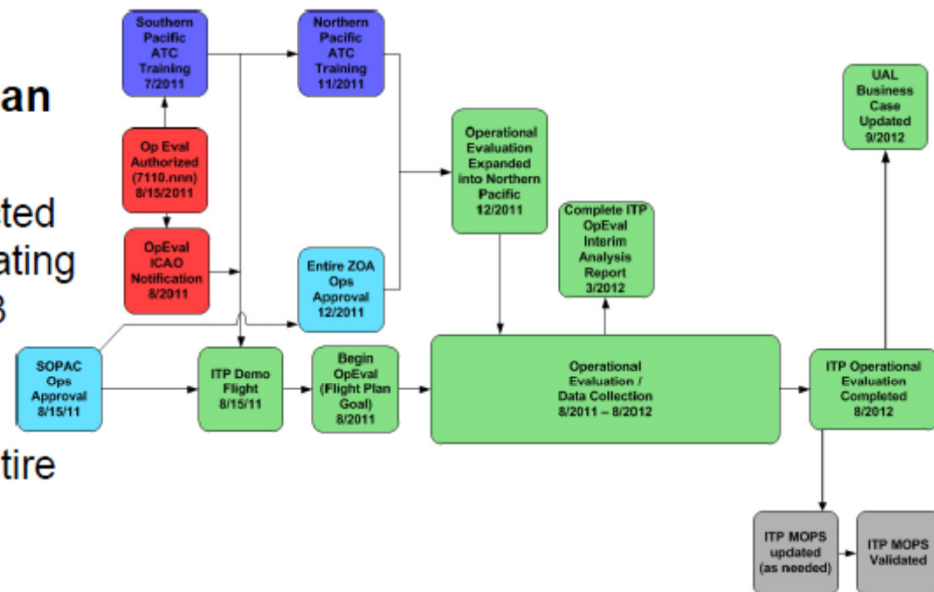 an
cted
ating
3
tire
Southern
Pacific
ATC
Training
7/2011
Northern
Pacific
ATC
Training
11/2011
Op Eval
Authorized
(7110.nnn)
8/15/2011
OpEval
ICAO
Notification
8/2011
Entire ZOA
Ops
Approval
12/2011
SOPAC
Ops
Approval
8/15/11
ITP Demo
Flight
8/15/11
Begin
OpEval
(Flight Plan
Goal)
8/2011
Operational
Evaluation
Expanded
into Northern
Pacific
12/2011
Complete ITP
OpEval
Interim
Analysis
Report
3/2012
Operational
Evaluation /
Data Collection
8/2011 – 8/2012
UAL
Business
Case
Updated
9/2012
ITP Operational
Evaluation
Completed
8/2012
ITP MOPS
updated
(as needed)
ITP MOPS
Validated